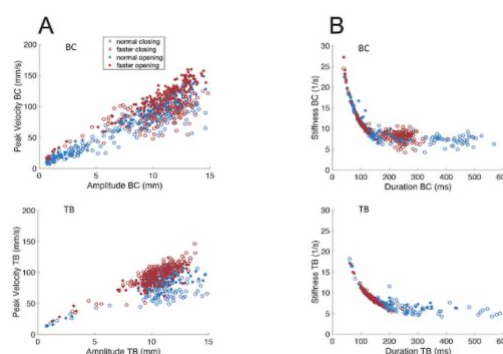 A
BC
normal closing
faster closing
normal opening
faster opening
Peak Velocity BC (mm/s)
200
150
100
50
0
0
5
10
15
Amplitude BC (mm)
TB
Peak Velocity TB (mm/s)
200
150
100
50
0
0
5
10
15
Amplitude TB (mm)
B
BC
Stiffness BC (1/s)
30
25
20
15
10
5
0
0
100
200
300
400
500
Duration BC (ms)
TB
Stiffness TB (1/s)
30
25
20
15
10
5
0
0
100
200
300
400
500
Duration TB (ms)